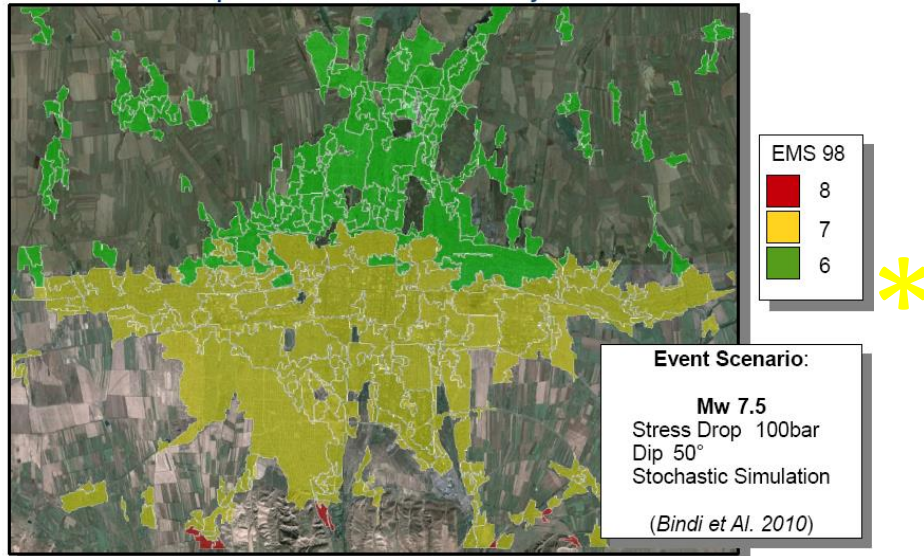 EMS 98
8
7
6
*
Event Scenario:
Mw 7.5
Stress Drop 100bar
Dip 50°
Stochastic Simulation
(Bindi et Al. 2010)